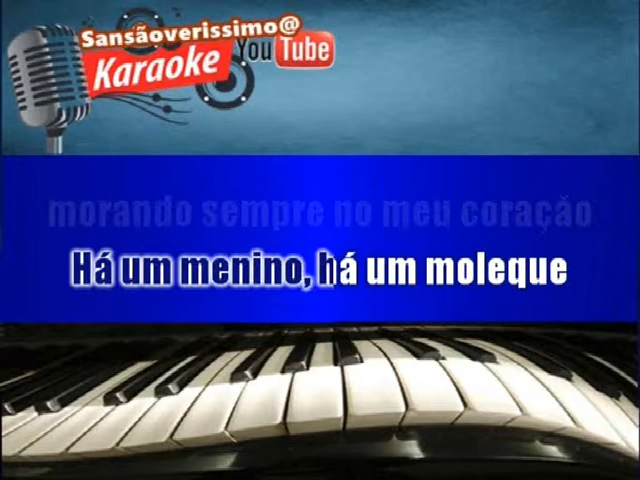 Sansãoverissimo@
Karaoke YouTube
morando sempre no meu coração
Há um menino, há um moleque